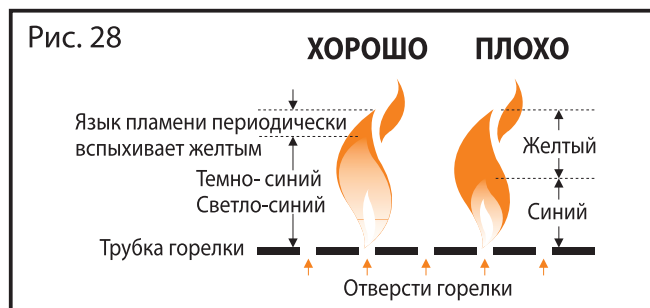 Рис. 28
ХОРОШО ПЛОХО
Язык пламени периодически
вспыхивает желтым
Желтый
Темно- синий
Светло-синий
Синий
Трубка горелки
Отверсти горелки